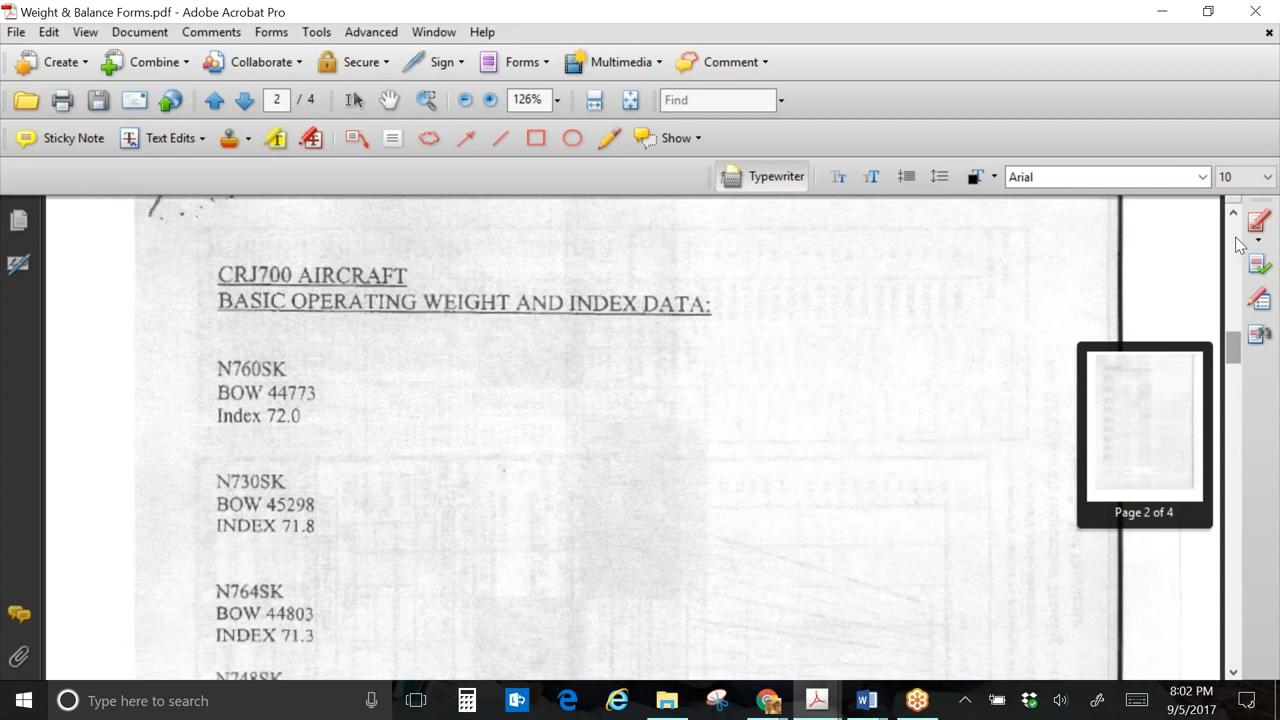 Weight & Balance Forms.pdf - Adobe Acrobat Pro
File Edit View Document Comments Forms Tools Advanced Window Help
Create Combine Collaborate Secure Sign Forms Multimedia Comment
2 / 4 126% Find
Sticky Note Text Edits Show
Typewriter Arial 10
CRJ700 AIRCRAFT
BASIC OPERATING WEIGHT AND INDEX DATA:
N760SK
BOW 44773
Index 72.0
N730SK
BOW 45298
INDEX 71.8
N764SK
BOW 44803
INDEX 71.3
N748SK
Page 2 of 4
Type here to search
8:02 PM
9/5/2017